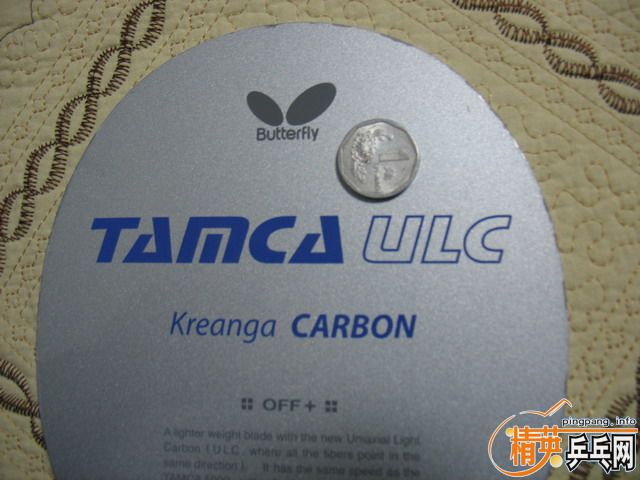 Butterfly
TAMCA ULC
Kreanga CARBON
OFF+
A lighter weight blade with the new Uniaxial Light
Carbon (ULC, where all the fibers point in the
same direction). It has the same speed as the
TAMCA 5000
pingpang.info
精英乒乓网